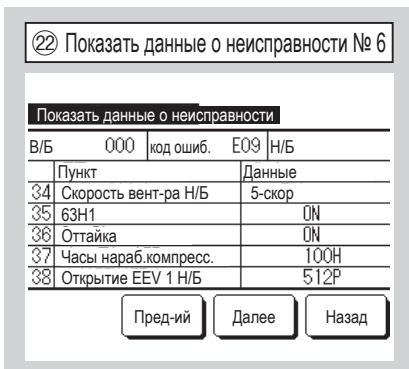 ㉒ Показать данные о неисправности № 6
Показать данные о неисправности
В/Б 000 код ошиб. E09 Н/Б
Пункт Данные
34 Скорость вент-ра Н/Б 5-скор
35 63H1 ON
36 Оттайка ON
37 Часы нараб.компресс. 100H
38 Открытие EEV 1 Н/Б 512P
Пред-ий Далее Назад